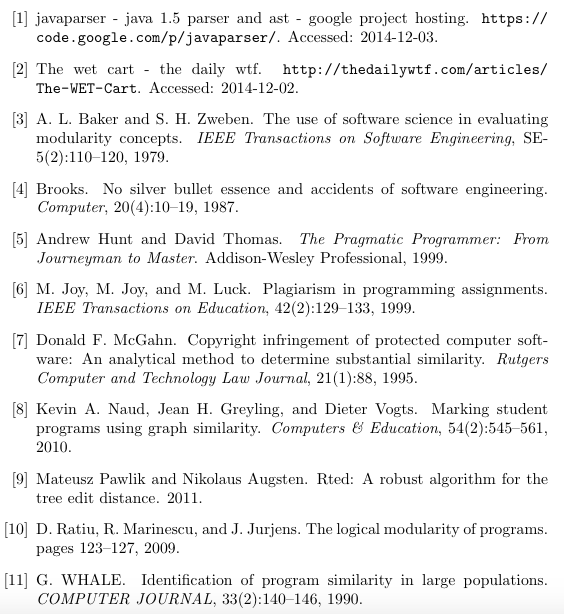 [1] javaparser - java 1.5 parser and ast - google project hosting. https://
code.google.com/p/javaparser/. Accessed: 2014-12-03.
[2] The wet cart - the daily wtf. http://thedailywtf.com/articles/
The-WET-Cart. Accessed: 2014-12-02.
[3] A. L. Baker and S. H. Zweben. The use of software science in evaluating
modularity concepts. IEEE Transactions on Software Engineering, SE-
5(2):110–120, 1979.
[4] Brooks. No silver bullet essence and accidents of software engineering.
Computer, 20(4):10–19, 1987.
[5] Andrew Hunt and David Thomas. The Pragmatic Programmer: From
Journeyman to Master. Addison-Wesley Professional, 1999.
[6] M. Joy, M. Joy, and M. Luck. Plagiarism in programming assignments.
IEEE Transactions on Education, 42(2):129–133, 1999.
[7] Donald F. McGahn. Copyright infringement of protected computer soft-
ware: An analytical method to determine substantial similarity. Rutgers
Computer and Technology Law Journal, 21(1):88, 1995.
[8] Kevin A. Naud, Jean H. Greyling, and Dieter Vogts. Marking student
programs using graph similarity. Computers & Education, 54(2):545–561,
2010.
[9] Mateusz Pawlik and Nikolaus Augsten. Rted: A robust algorithm for the
tree edit distance. 2011.
[10] D. Ratiu, R. Marinescu, and J. Jurjens. The logical modularity of programs.
pages 123–127, 2009.
[11] G. WHALE. Identification of program similarity in large populations.
COMPUTER JOURNAL, 33(2):140–146, 1990.